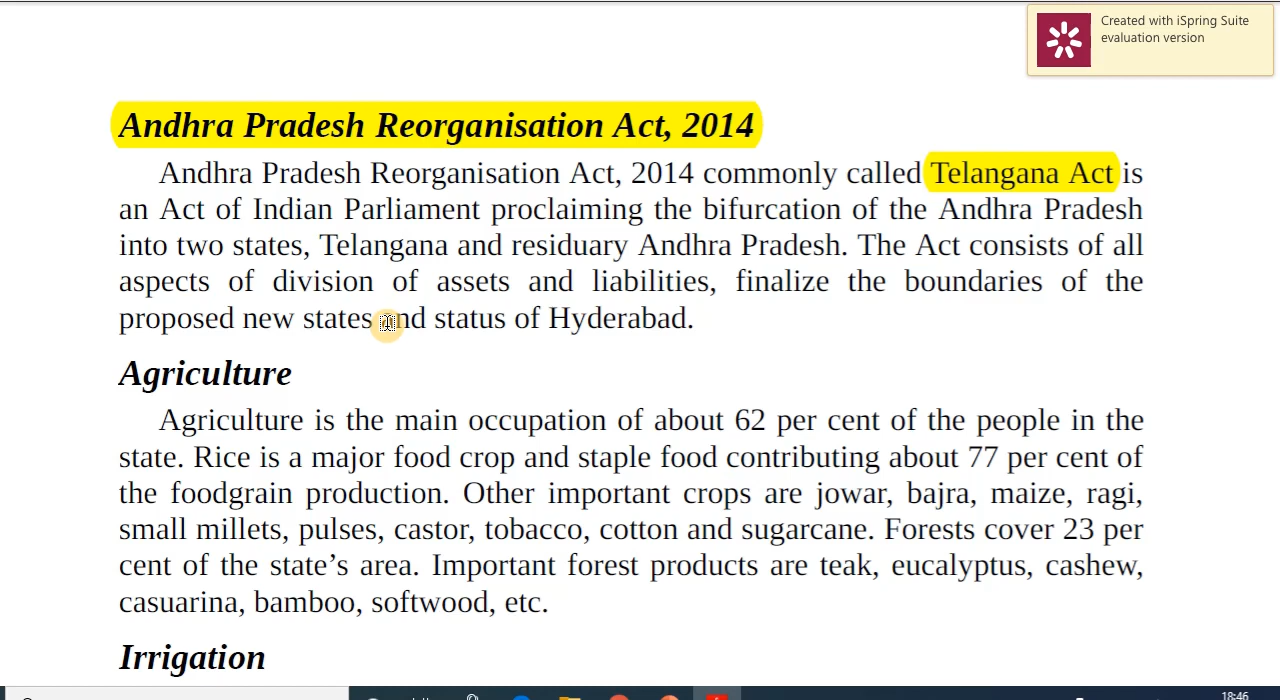 Created with iSpring Suite
evaluation version
Andhra Pradesh Reorganisation Act, 2014
Andhra Pradesh Reorganisation Act, 2014 commonly called Telangana Act is
an Act of Indian Parliament proclaiming the bifurcation of the Andhra Pradesh
into two states, Telangana and residuary Andhra Pradesh. The Act consists of all
aspects of division of assets and liabilities, finalize the boundaries of the
proposed new states and status of Hyderabad.
Agriculture
Agriculture is the main occupation of about 62 per cent of the people in the
state. Rice is a major food crop and staple food contributing about 77 per cent of
the foodgrain production. Other important crops are jowar, bajra, maize, ragi,
small millets, pulses, castor, tobacco, cotton and sugarcane. Forests cover 23 per
cent of the state’s area. Important forest products are teak, eucalyptus, cashew,
casuarina, bamboo, softwood, etc.
Irrigation
18:46